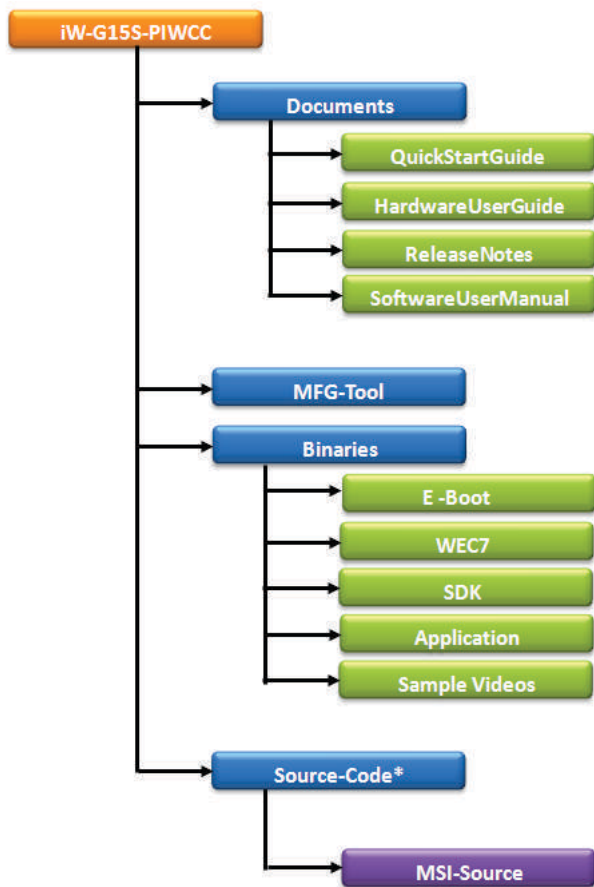 iW-G15S-PIWCC
Documents
QuickStartGuide
HardwareUserGuide
ReleaseNotes
SoftwareUserManual
MFG-Tool
Binaries
E -Boot
WEC7
SDK
Application
Sample Videos
Source-Code*
MSI-Source